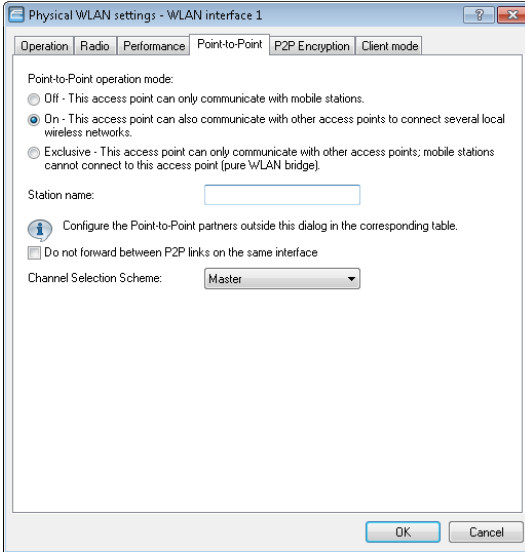 Physical WLAN settings - WLAN interface 1
Operation Radio Performance Point-to-Point P2P Encryption Client mode
Point-to-Point operation mode:
Off - This access point can only communicate with mobile stations.
On - This access point can also communicate with other access points to connect several local
wireless networks.
Exclusive - This access point can only communicate with other access points; mobile stations
cannot connect to this access point (pure WLAN bridge).
Station name:
Configure the Point-to-Point partners outside this dialog in the corresponding table.
Do not forward between P2P links on the same interface
Channel Selection Scheme: Master
OK Cancel